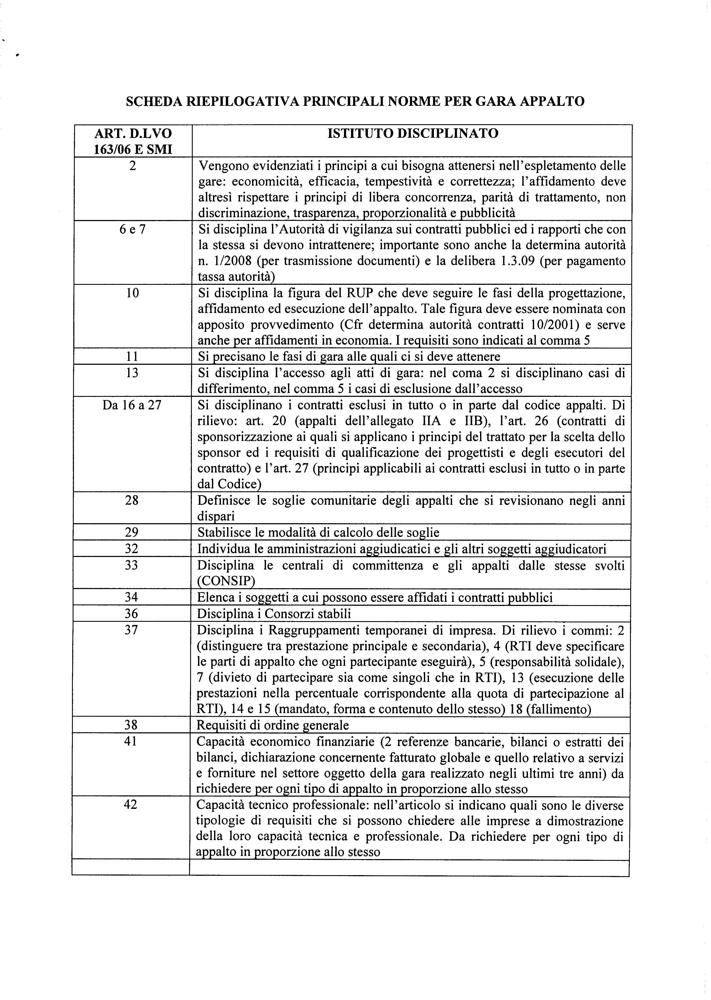 SCHEDA RIEPILOGATIVA PRINCIPALI NORME PER GARA APPALTO
ART. D.LVO
163/06 E SMI
ISTITUTO DISCIPLINATO
2
Vengono evidenziati i principi a cui bisogna attenersi nell'espletamento delle
gare: economicità, efficacia, tempestività e correttezza; l'affidamento deve
altresì rispettare i principi di libera concorrenza, parità di trattamento, non
discriminazione, trasparenza, proporzionalità e pubblicità
6 e 7
Si disciplina l'Autorità di vigilanza sui contratti pubblici ed i rapporti che con
la stessa si devono intrattenere; importante sono anche la determina autorità
n. 1/2008 (per trasmissione documenti) e la delibera 1.3.09 (per pagamento
tassa autorità)
10
Si disciplina la figura del RUP che deve seguire le fasi della progettazione,
affidamento ed esecuzione dell'appalto. Tale figura deve essere nominata con
apposito provvedimento (Cfr determina autorità contratti 10/2001) e serve
anche per affidamenti in economia. I requisiti sono indicati al comma 5
11
Si precisano le fasi di gara alle quali ci si deve attenere
13
Si disciplina l'accesso agli atti di gara: nel coma 2 si disciplinano casi di
differimento, nel comma 5 i casi di esclusione dall'accesso
Da 16 a 27
Si disciplinano i contratti esclusi in tutto o in parte dal codice appalti. Di
rilievo: art. 20 (appalti dell'allegato IIA e IIB), l'art. 26 (contratti di
sponsorizzazione ai quali si applicano i principi del trattato per la scelta dello
sponsor ed i requisiti di qualificazione dei progettisti e degli esecutori del
contratto) e l'art. 27 (principi applicabili ai contratti esclusi in tutto o in parte
dal Codice)
28
Definisce le soglie comunitarie degli appalti che si revisionano negli anni
dispari
29
Stabilisce le modalità di calcolo delle soglie
32
Individua le amministrazioni aggiudicatici e gli altri soggetti aggiudicatori
33
Disciplina le centrali di committenza e gli appalti dalle stesse svolti
(CONSIP)
34
Elenca i soggetti a cui possono essere affidati i contratti pubblici
36
Disciplina i Consorzi stabili
37
Disciplina i Raggruppamenti temporanei di impresa. Di rilievo i commi: 2
(distinguere tra prestazione principale e secondaria), 4 (RTI deve specificare
le parti di appalto che ogni partecipante eseguirà), 5 (responsabilità solidale),
7 (divieto di partecipare sia come singoli che in RTI), 13 (esecuzione delle
prestazioni nella percentuale corrispondente alla quota di partecipazione al
RTI), 14 e 15 (mandato, forma e contenuto dello stesso) 18 (fallimento)
38
Requisiti di ordine generale
41
Capacità economico finanziarie (2 referenze bancarie, bilanci o estratti dei
bilanci, dichiarazione concernente fatturato globale e quello relativo a servizi
e forniture nel settore oggetto della gara realizzato negli ultimi tre anni) da
richiedere per ogni tipo di appalto in proporzione allo stesso
42
Capacità tecnico professionale: nell'articolo si indicano quali sono le diverse
tipologie di requisiti che si possono chiedere alle imprese a dimostrazione
della loro capacità tecnica e professionale. Da richiedere per ogni tipo di
appalto in proporzione allo stesso